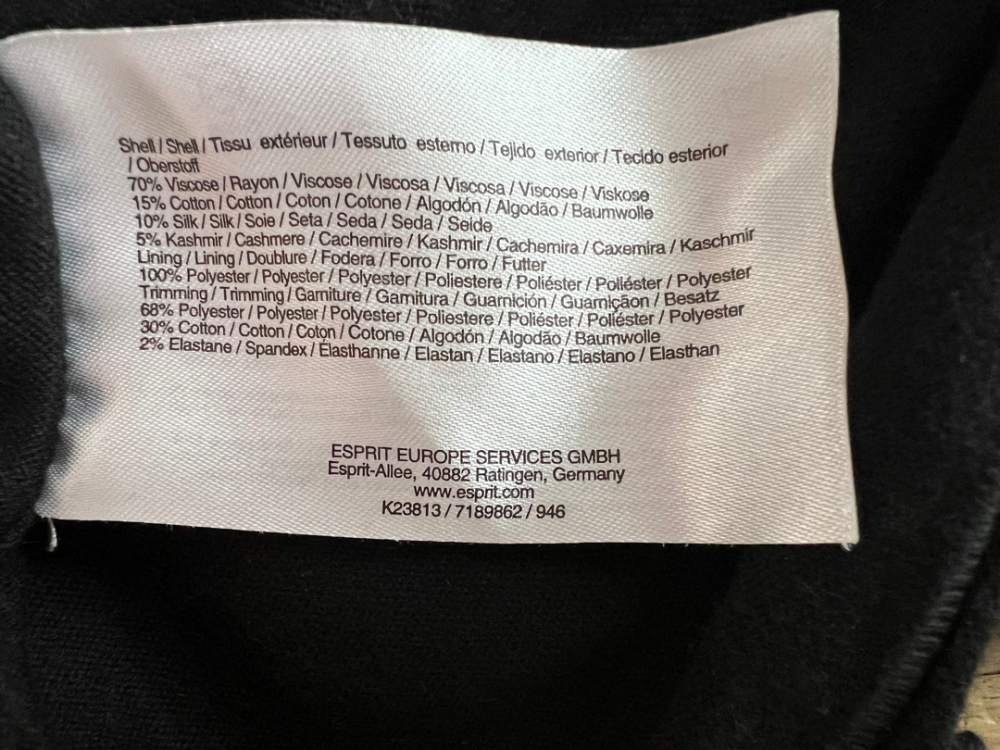 Shell / Shell / Tissu extérieur / Tessuto esterno / Tejido exterior / Tecido esterior
/ Oberstoff
70% Viscose / Rayon / Viscose / Viscosa / Viscosa / Viscose / Viskose
15% Cotton / Cotton / Coton / Cotone / Algodón / Algodão / Baumwolle
10% Silk / Silk / Soie / Seta / Seda / Seda / Seide
5% Kashmir / Cashmere / Cachemire / Kashmir / Cachemira / Caxemira / Kaschmir
Lining / Lining / Doublure / Fodera / Forro / Forro / Futter
100% Polyester / Polyester / Polyester / Poliestere / Poliéster / Poliéster / Polyester
Trimming / Trimming / Garniture / Garnitura / Guarnición / Guarniçãon / Besatz
68% Polyester / Polyester / Polyester / Poliestere / Poliéster / Poliéster / Polyester
30% Cotton / Cotton / Coton / Cotone / Algodón / Algodão / Baumwolle
2% Elastane / Spandex / Élasthanne / Elastan / Elastano / Elastano / Elasthan
ESPRIT EUROPE SERVICES GMBH
Esprit-Allee, 40882 Ratingen, Germany
www.esprit.com
K23813 / 7189862 / 946